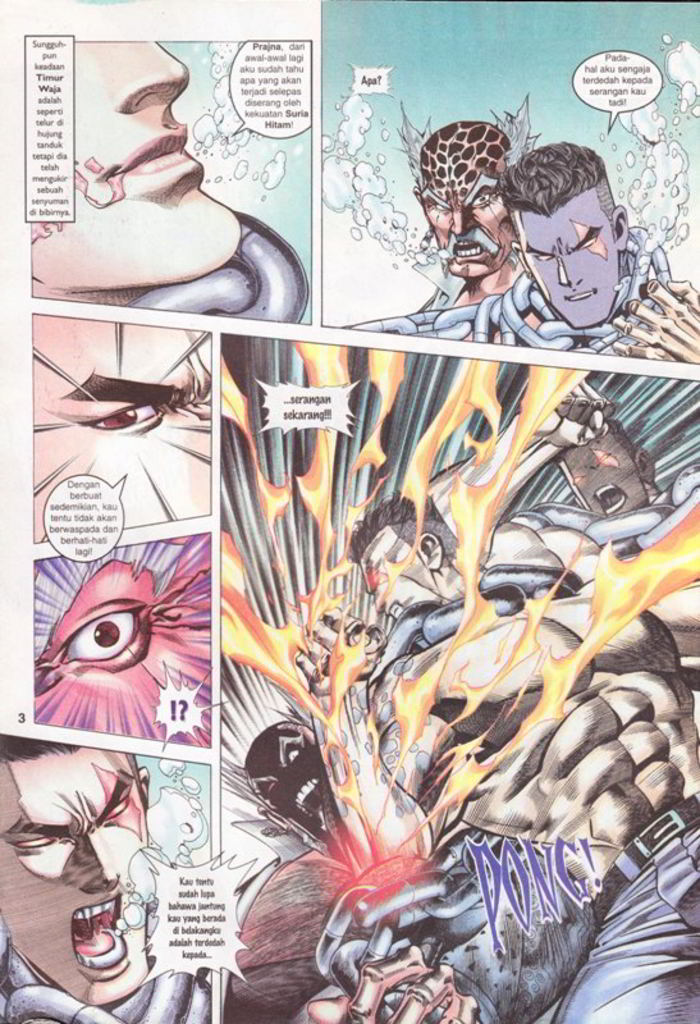 Sungguh-
pun
keadaan
Timur
Waja
adalah
seperti
telur di
hujung
tanduk
tetapi dia
telah
mengukir
sebuah
senyuman
di bibirnya.
Prajna, dari
awal-awal lagi
aku sudah tahu
apa yang akan
terjadi selepas
diserang oleh
kekuatan Suria
Hitam!
Apa?
Pada-
hal aku sengaja
terdedah kepada
serangan kau
tadi!
Dengan
berbuat
sedemikian, kau
tentu tidak akan
berwaspada dan
berhati-hati
lagi!
!?
3
Kau tentu
sudah lupa
bahawa jantung
kau yang berada
di belakangku
adalah terdedah
kepada...
...serangan
sekarang!!!
PONG!